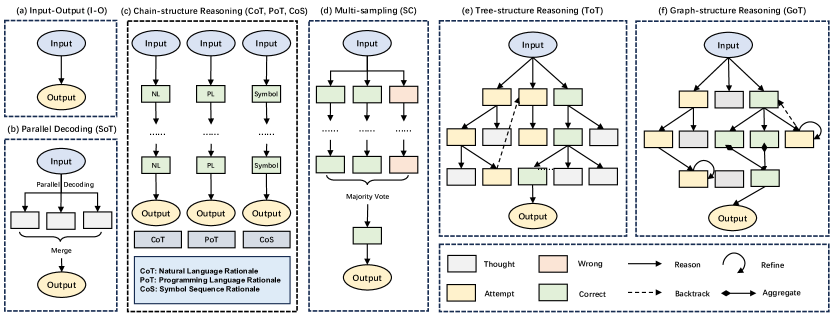 (a) Input-Output (I-O)
Input
Output
(b) Parallel Decoding (SoT)
Input
Parallel Decoding
Merge
Output
(c) Chain-structure Reasoning (CoT, PoT, CoS)
Input Input Input
NL PL Symbol
...... ...... ......
NL PL Symbol
Output Output Output
CoT PoT CoS
CoT: Natural Language Rationale
PoT: Programming Language Rationale
CoS: Symbol Sequence Rationale
(d) Multi-sampling (SC)
Input
...... ...... ......
Majority Vote
Output
(e) Tree-structure Reasoning (ToT)
Input
........
Output
(f) Graph-structure Reasoning (GoT)
Input
Output
Thought Wrong Reason Refine
Attempt Correct Backtrack Aggregate